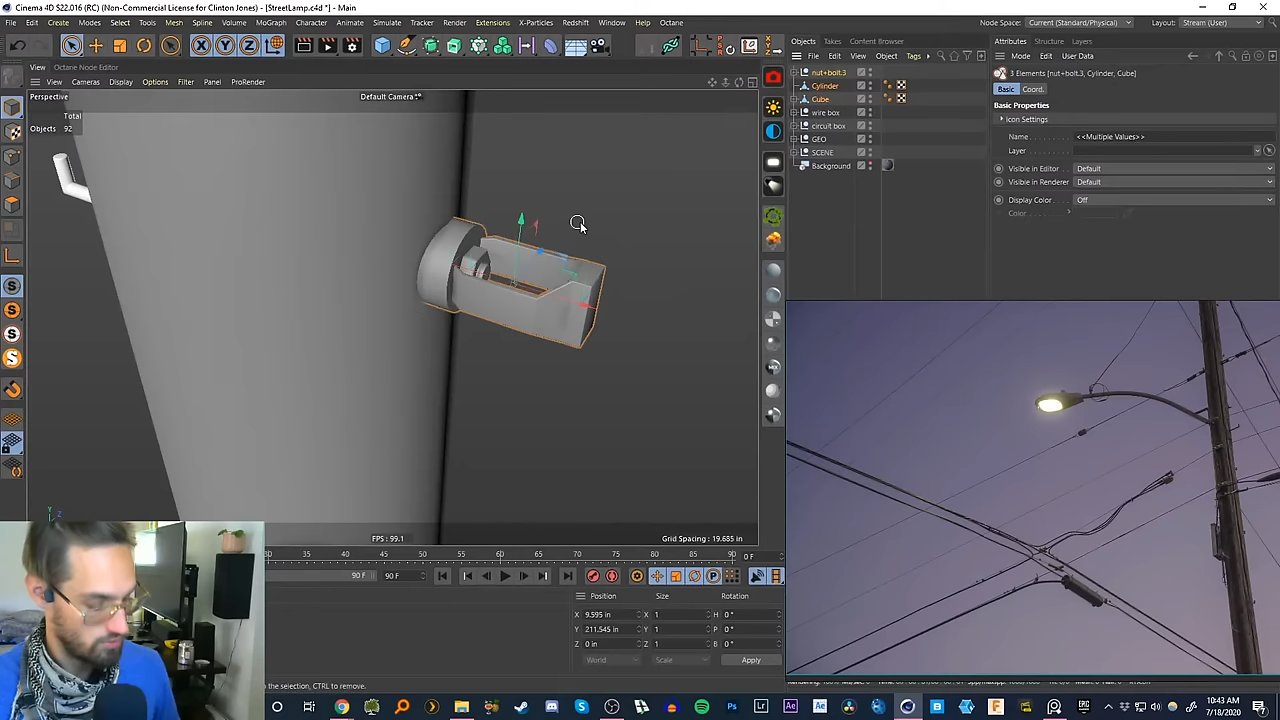 Cinema 4D S22.016 (RC) (Non-Commercial License for Clinton Jones) - [StreetLamp.c4d *] - Main
File Edit Create Modes Select Tools Mesh Spline Volume MoGraph Character Animate Simulate Tracker Render Extensions X-Particles Redshift Window Help Octane
Node Space: Current (Standard/Physical) Layout: Stream (User)
Objects Takes Content Browser
File Edit View Object Tags
Attributes Structure Layers
Mode Edit User Data
View Octane Node Editor
View Cameras Display Options Filter Panel ProRender
Perspective
Default Camera
Total
Objects 92
nut+bolt.3
Cylinder
Cube
wire box
circuit box
GEO
SCENE
Background
3 Elements [nut+bolt.3, Cylinder, Cube]
Basic Coord.
Basic Properties
Icon Settings
Name <<Multiple Values>>
Layer
Visible in Editor Default
Visible in Renderer Default
Display Color Off
Color
FPS : 99.1
Grid Spacing : 19.685 in
30 35 40 45 50 55 60 65 70 75 80 85 90 0 F
90 F 90 F
Position Size Rotation
X 9.595 in X 1 H 0 °
Y 211.545 in Y 1 P 0 °
Z 0 in Z 1 B 0 °
World Scale Apply
the selection, CTRL to remove.
10:43 AM
7/18/2020